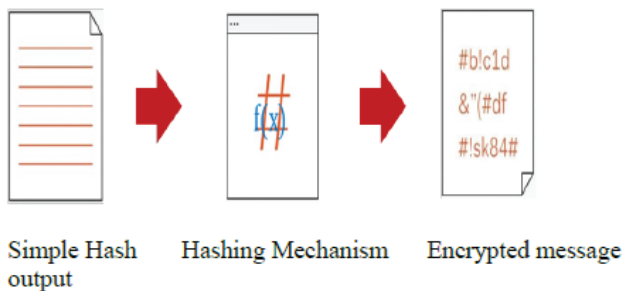 f(x)
#
#b!c1d
&"(#df
#!sk84#
Simple Hash output
Hashing Mechanism
Encrypted message